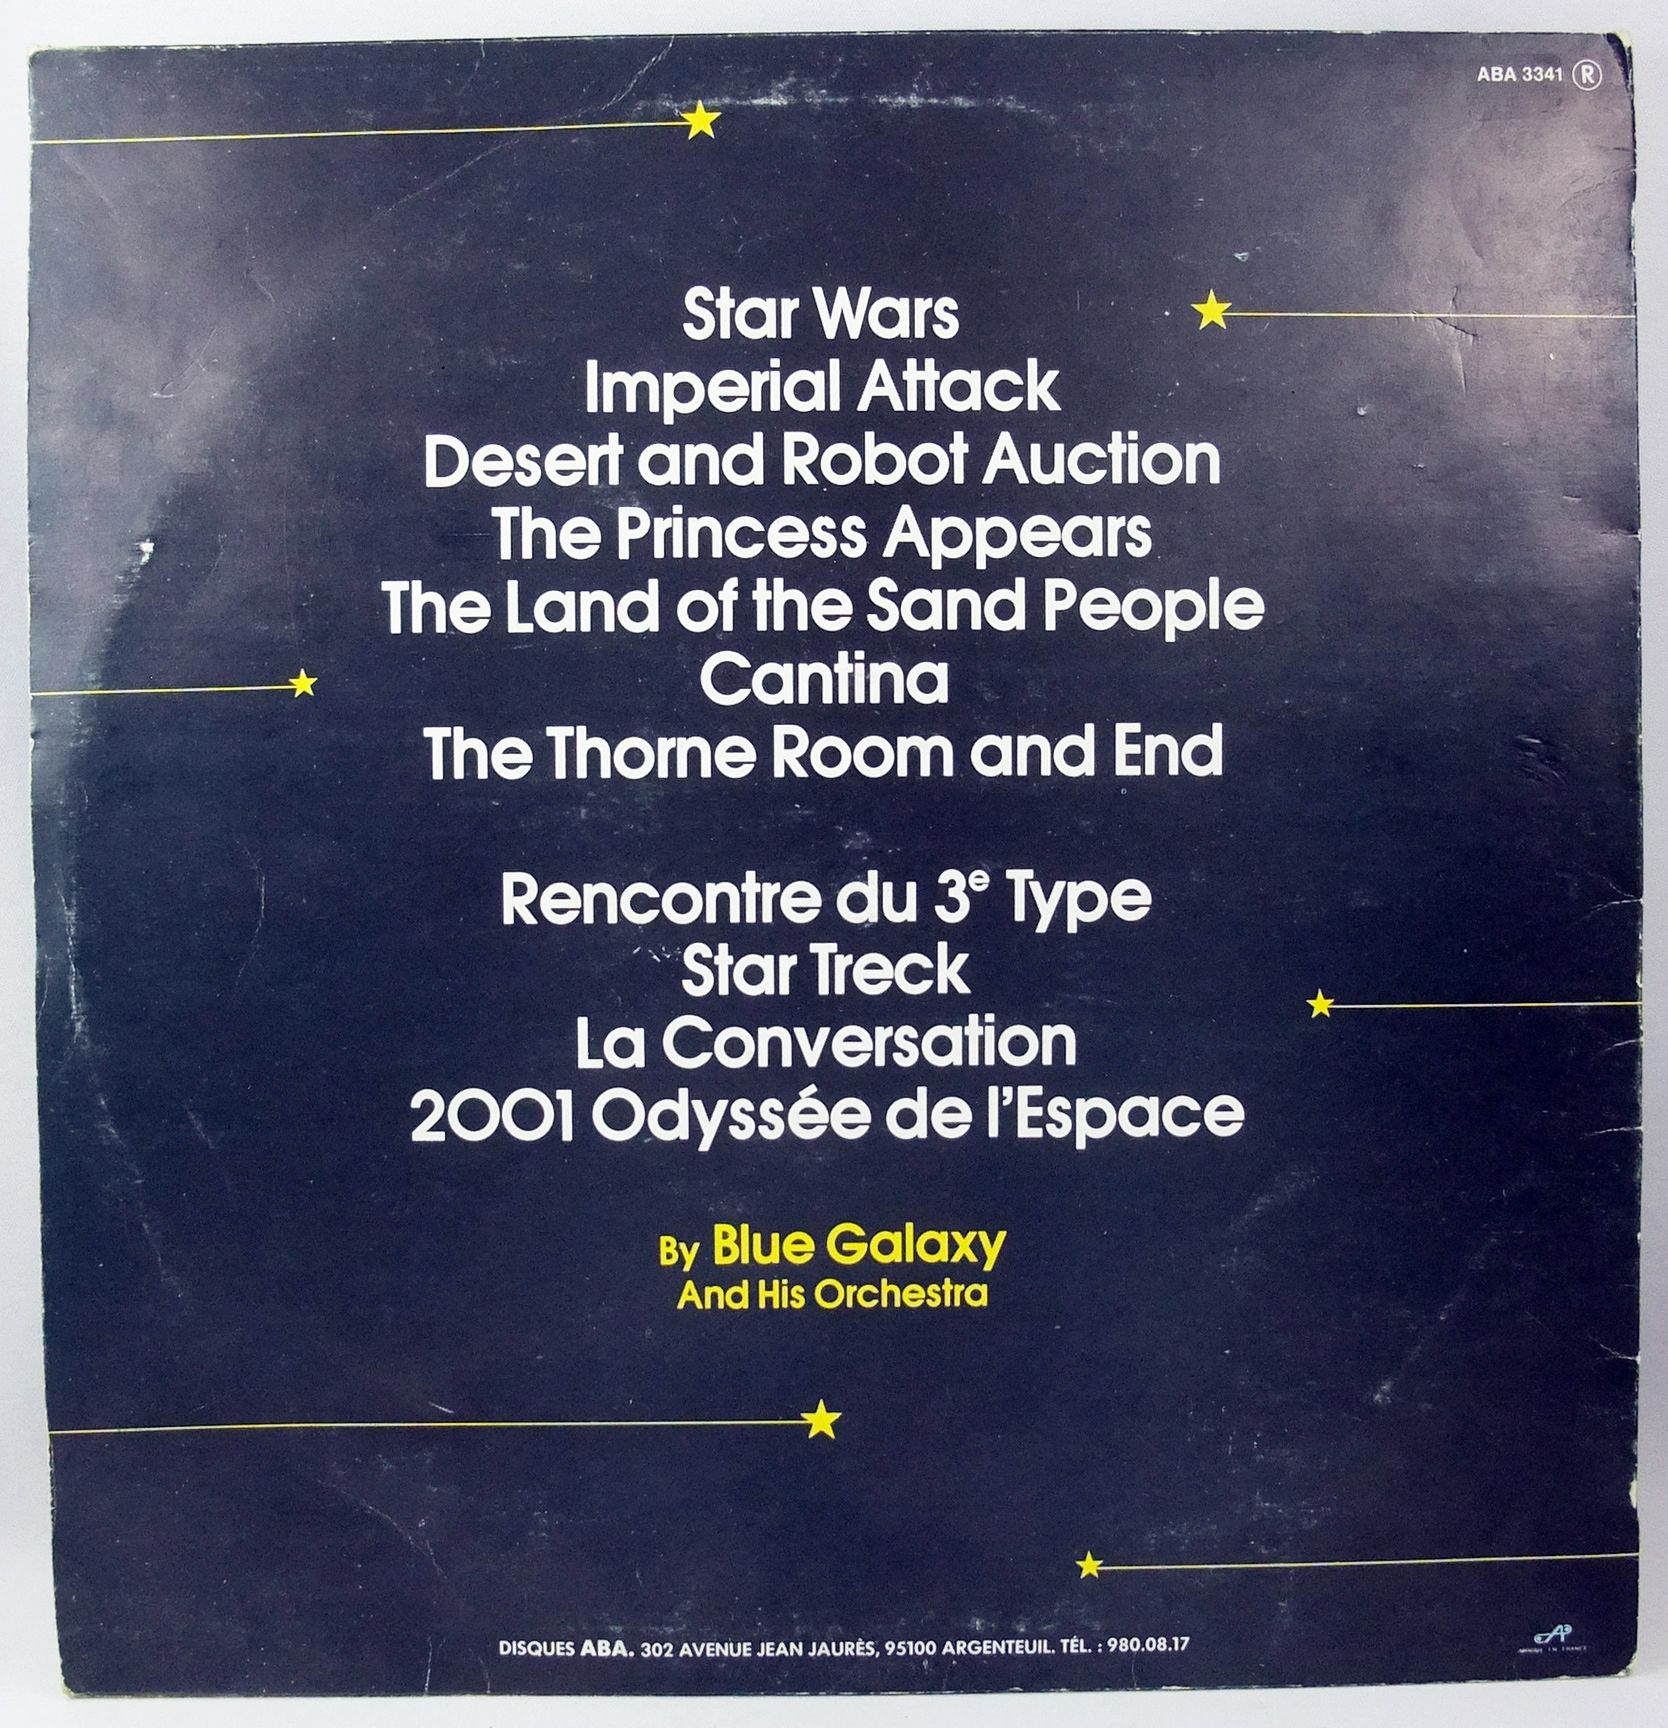 ABA 3341 R
Star Wars
Imperial Attack
Desert and Robot Auction
The Princess Appears
The Land of the Sand People
Cantina
The Thorne Room and End
Rencontre du 3e Type
Star Treck
La Conversation
2001 Odyssée de l'Espace
By Blue Galaxy
And His Orchestra
DISQUES ABA. 302 AVENUE JEAN JAURÈS, 95100 ARGENTEUIL. TÉL. : 980.08.17